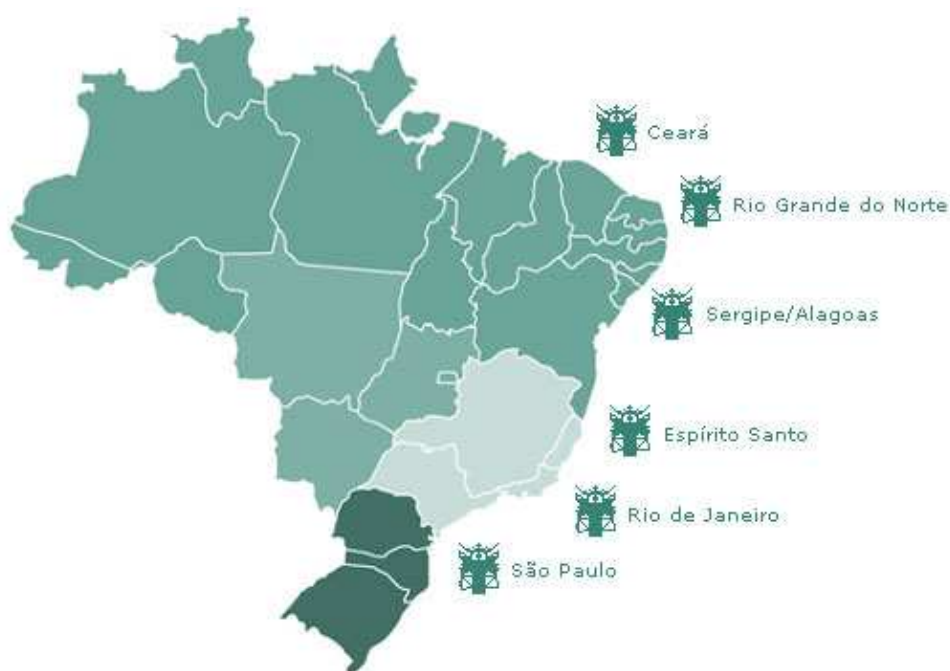 Ceará
Rio Grande do Norte
Sergipe/Alagoas
Espírito Santo
Rio de Janeiro
São Paulo